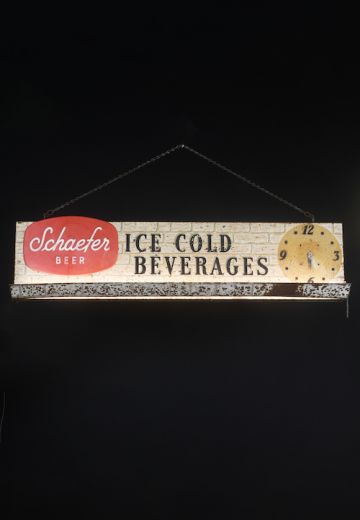 Schaefer
BEER
ICE COLD
BEVERAGES
12
9
3
6